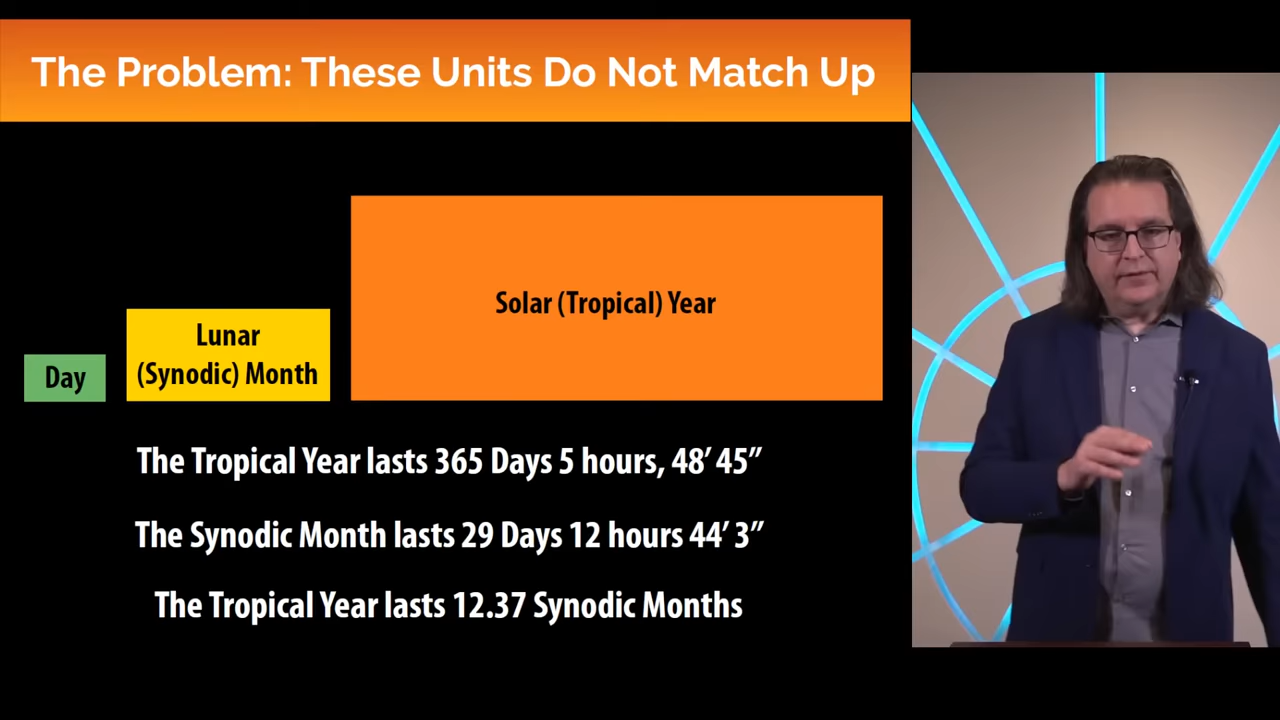 The Problem: These Units Do Not Match Up
Solar (Tropical) Year
Lunar
(Synodic) Month
Day
The Tropical Year lasts 365 Days 5 hours, 48′ 45″
The Synodic Month lasts 29 Days 12 hours 44′ 3″
The Tropical Year lasts 12.37 Synodic Months